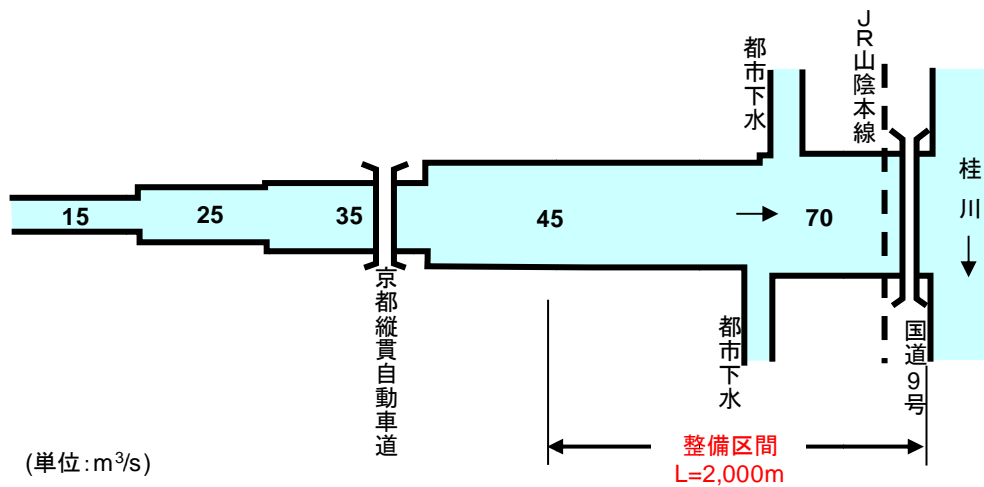 都市下水
JR山陰本線
桂川
15
25
35
45
70
京都縦貫自動車道
都市下水
国道9号
整備区間
L=2,000m
(単位:m³/s)